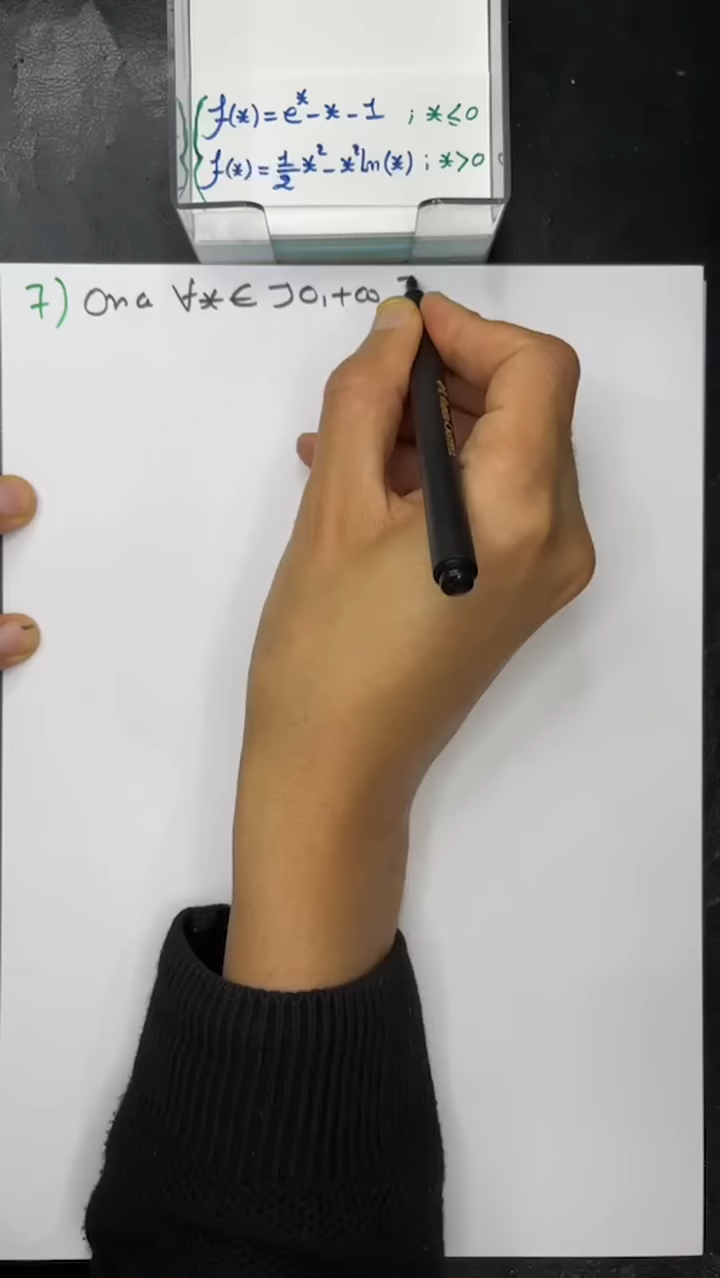 { f(x) = e^x - x - 1 ; x ≤ 0
f(x) = 1/2 x² - x² ln(x) ; x > 0
7) On a ∀x ∈ ]0,+∞